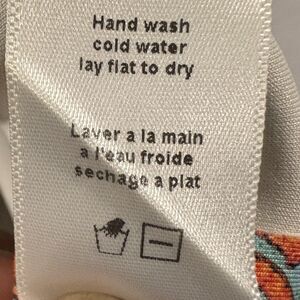 Hand wash
cold water
lay flat to dry
Laver a la main
a l'eau froide
sechage a plat